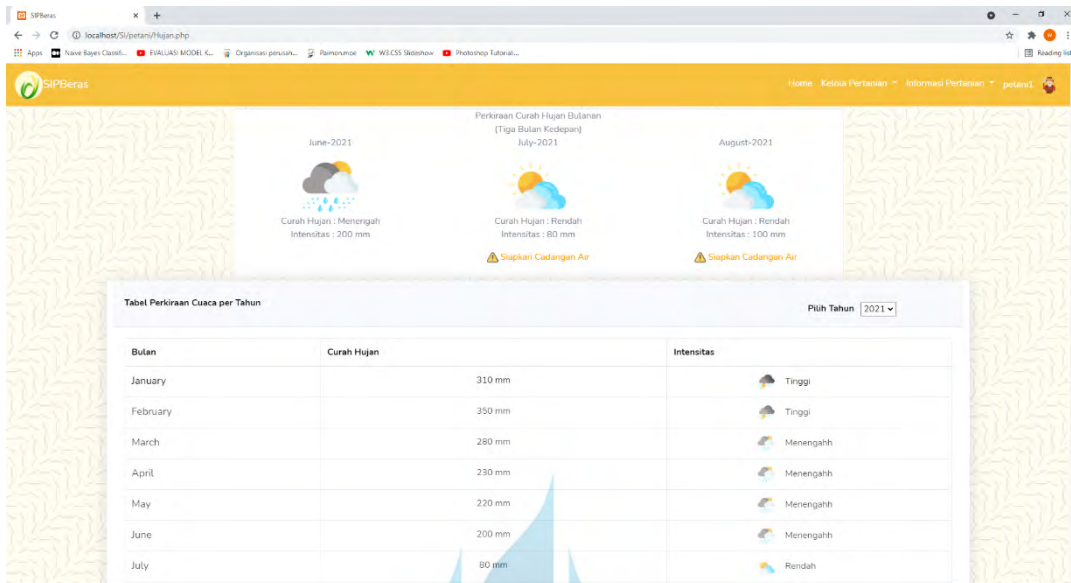 SIPBeras
localhost/SI/petani/Hujan.php
Apps Naive Bayes Classifi... EVALUASI MODEL K... Organisasi perusah... Pamonrumoe W3.CSS Slideshow Photoshop Tutorial... Reading list
SIPBeras Home Kelola Pertanian Informasi Pertanian petani1
Perkiraan Curah Hujan Bulanan
(Tiga Bulan Kedepan)
June-2021 July-2021 August-2021
Curah Hujan : Menengah Curah Hujan : Rendah Curah Hujan : Rendah
Intensitas : 200 mm Intensitas : 80 mm Intensitas : 100 mm
Siapkan Cadangan Air Siapkan Cadangan Air
Tabel Perkiraan Cuaca per Tahun Pilih Tahun 2021
Bulan Curah Hujan Intensitas
January 310 mm Tinggi
February 350 mm Tinggi
March 280 mm Menengahh
April 230 mm Menengahh
May 220 mm Menengahh
June 200 mm Menengahh
July 80 mm Rendah